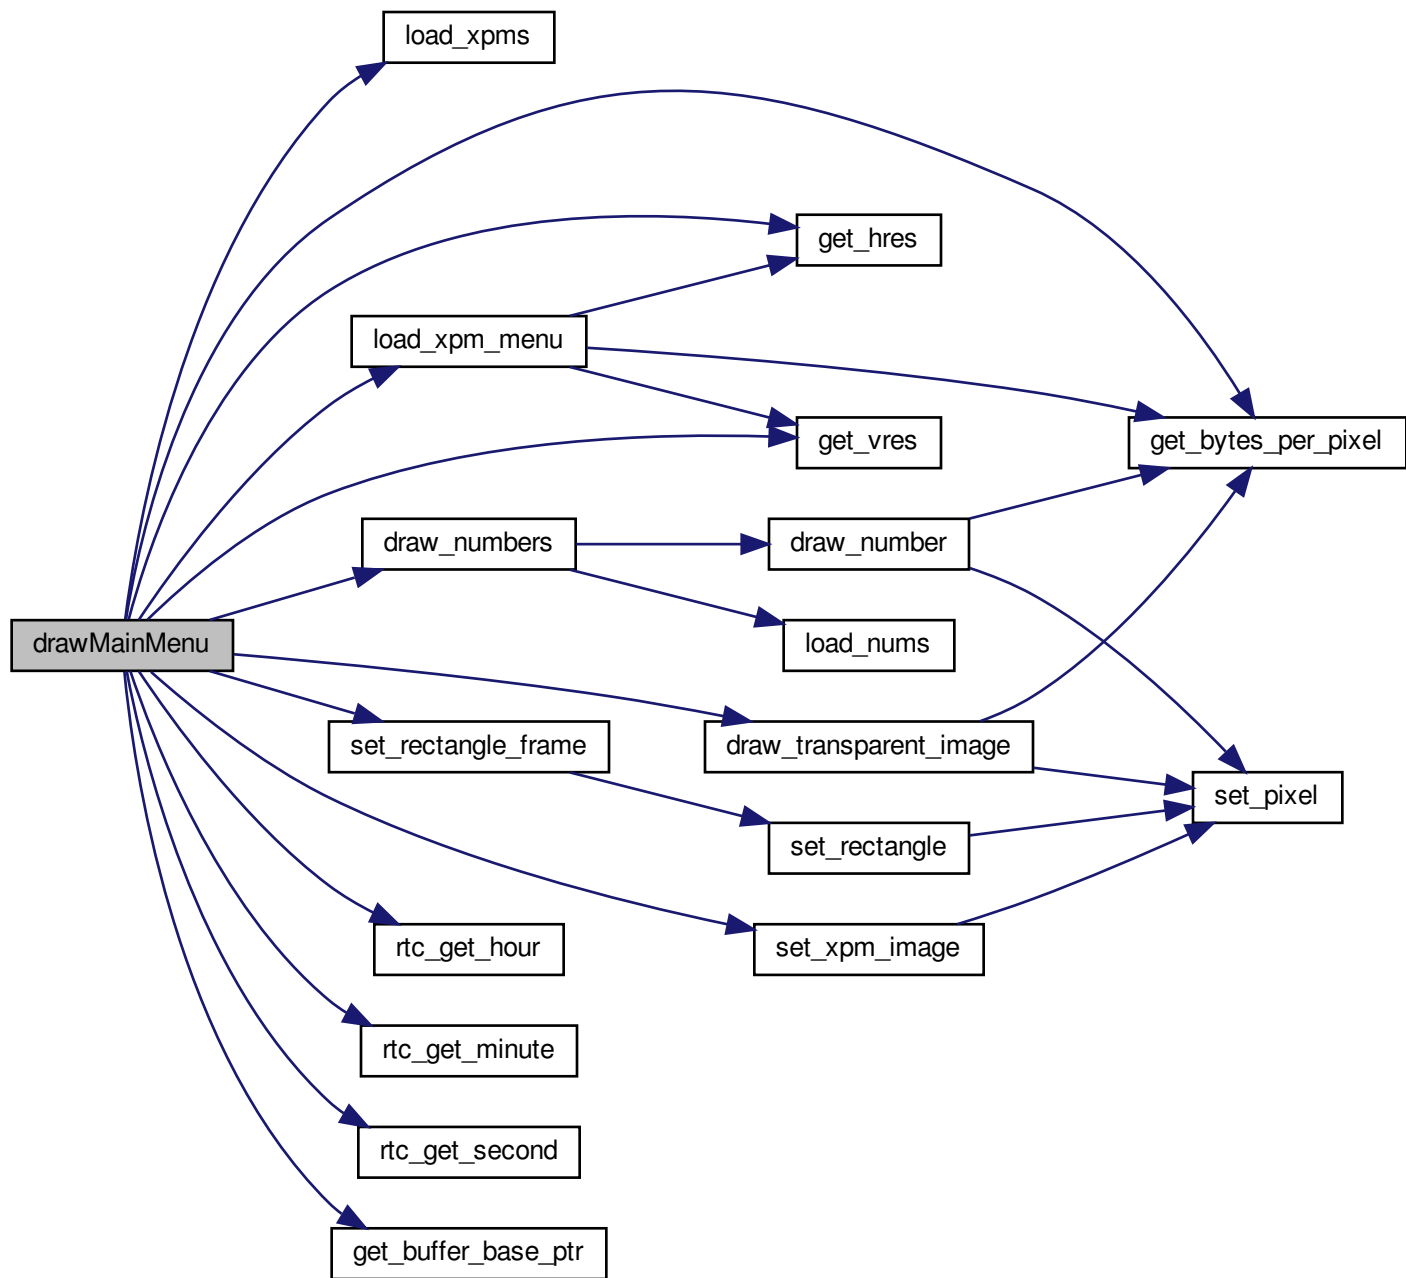 load_xpms
get_hres
load_xpm_menu
get_vres
get_bytes_per_pixel
draw_numbers
draw_number
drawMainMenu
load_nums
set_rectangle_frame
draw_transparent_image
set_pixel
set_rectangle
rtc_get_hour
set_xpm_image
rtc_get_minute
rtc_get_second
get_buffer_base_ptr